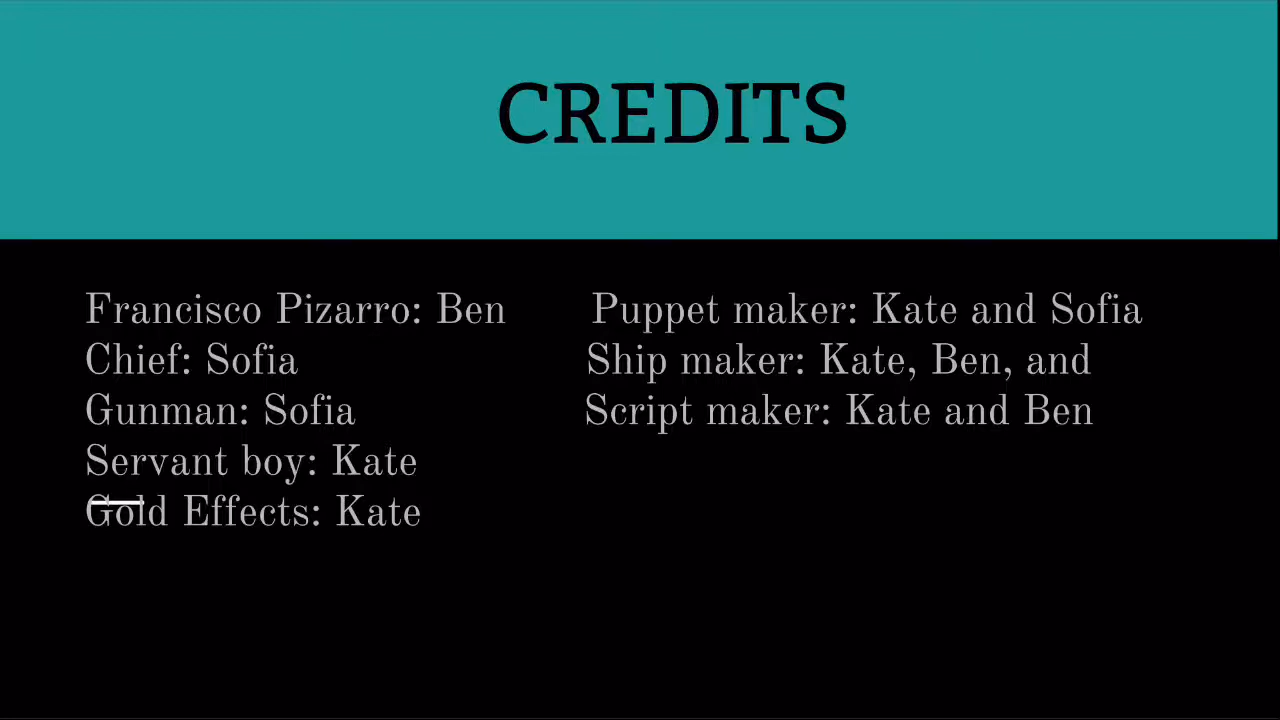 CREDITS
Francisco Pizarro: Ben
Chief: Sofia
Gunman: Sofia
Servant boy: Kate
Gold Effects: Kate
Puppet maker: Kate and Sofia
Ship maker: Kate, Ben, and
Script maker: Kate and Ben